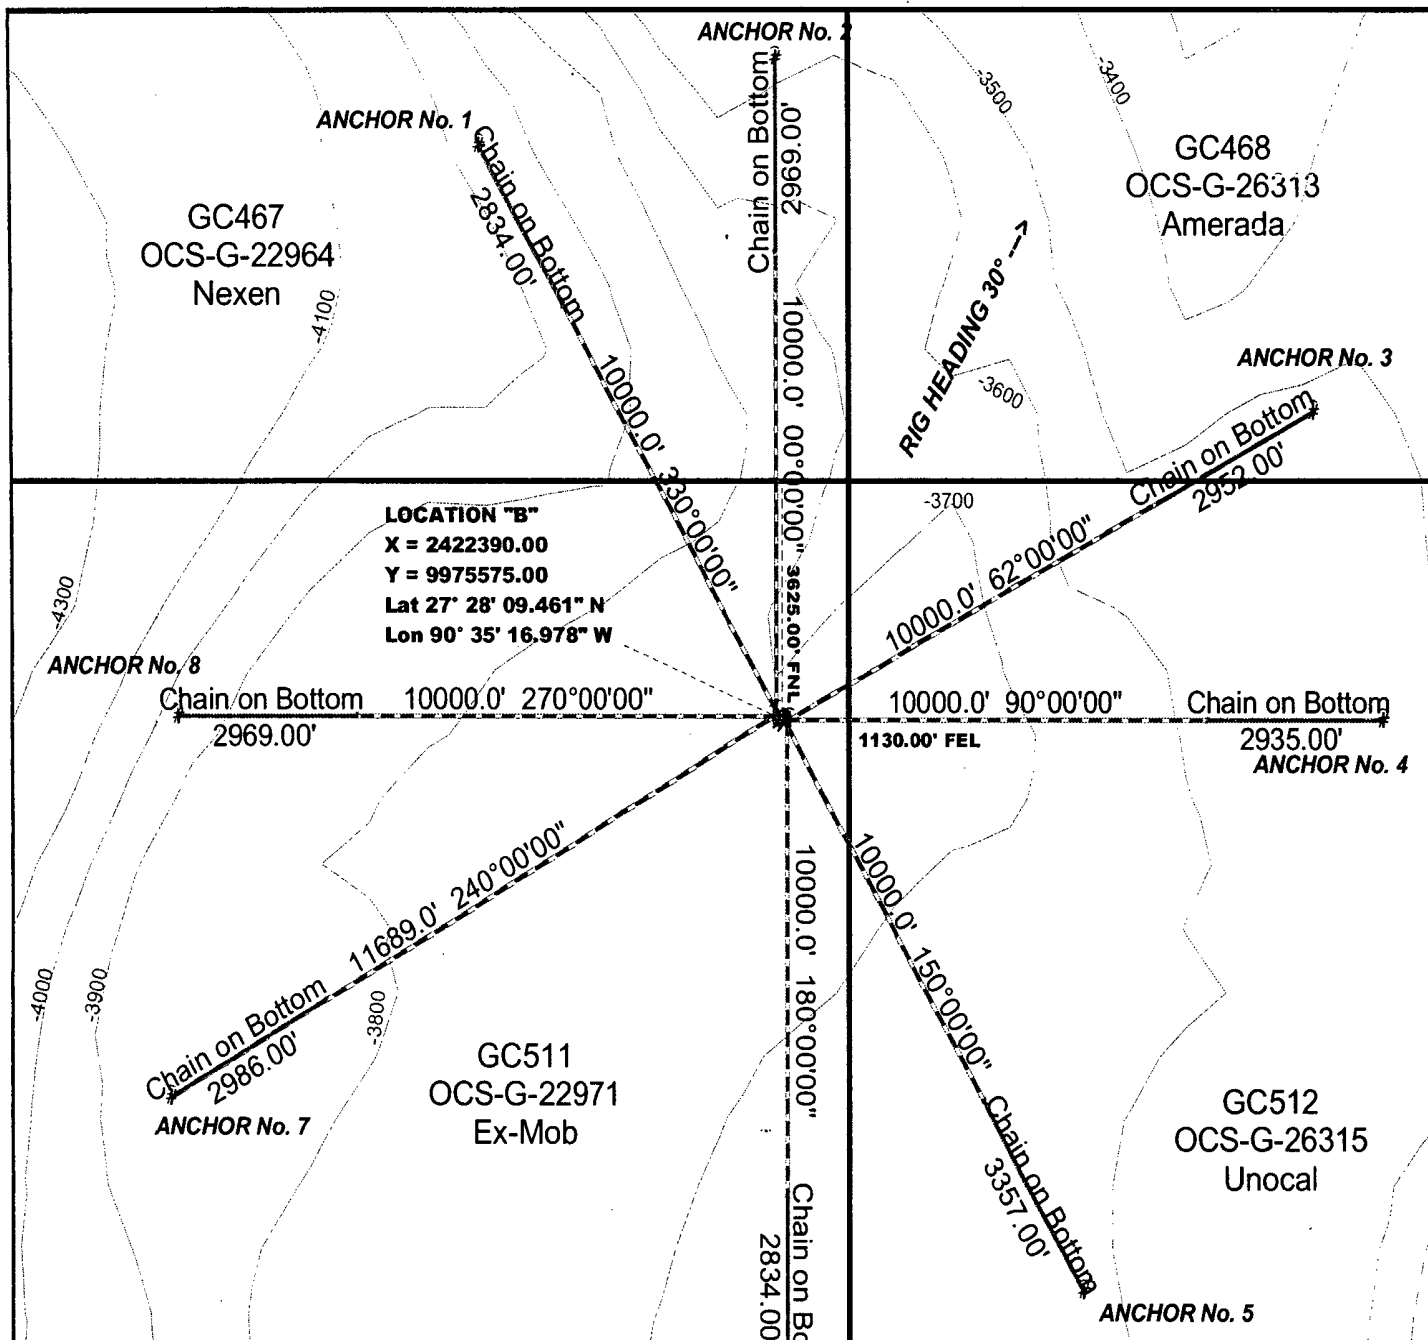 ANCHOR No. 2
Chain on Bottom
2969.00'
10000.0' 00°00'00"
3625.00' FNL
ANCHOR No. 1
Chain on Bottom
2834.00'
10000.0' 330°00'00"
GC467
OCS-G-22964
Nexen
-4100
-3500
-3400
GC468
OCS-G-26313
Amerada
RIG HEADING 30°
-3600
ANCHOR No. 3
Chain on Bottom
2952.00'
10000.0' 62°00'00"
-3700
LOCATION "B"
X = 2422390.00
Y = 9975575.00
Lat 27° 28' 09.461" N
Lon 90° 35' 16.978" W
-4300
ANCHOR No. 8
Chain on Bottom 10000.0' 270°00'00"
2969.00'
10000.0' 90°00'00" Chain on Bottom
1130.00' FEL
2935.00'
ANCHOR No. 4
11689.0' 240°00'00"
Chain on Bottom
2986.00'
ANCHOR No. 7
-4000
-3900
-3800
GC511
OCS-G-22971
Ex-Mob
10000.0' 180°00'00"
Chain on Bo
2834.00
10000.0' 150°00'00"
Chain on Bottom
3357.00'
ANCHOR No. 5
GC512
OCS-G-26315
Unocal